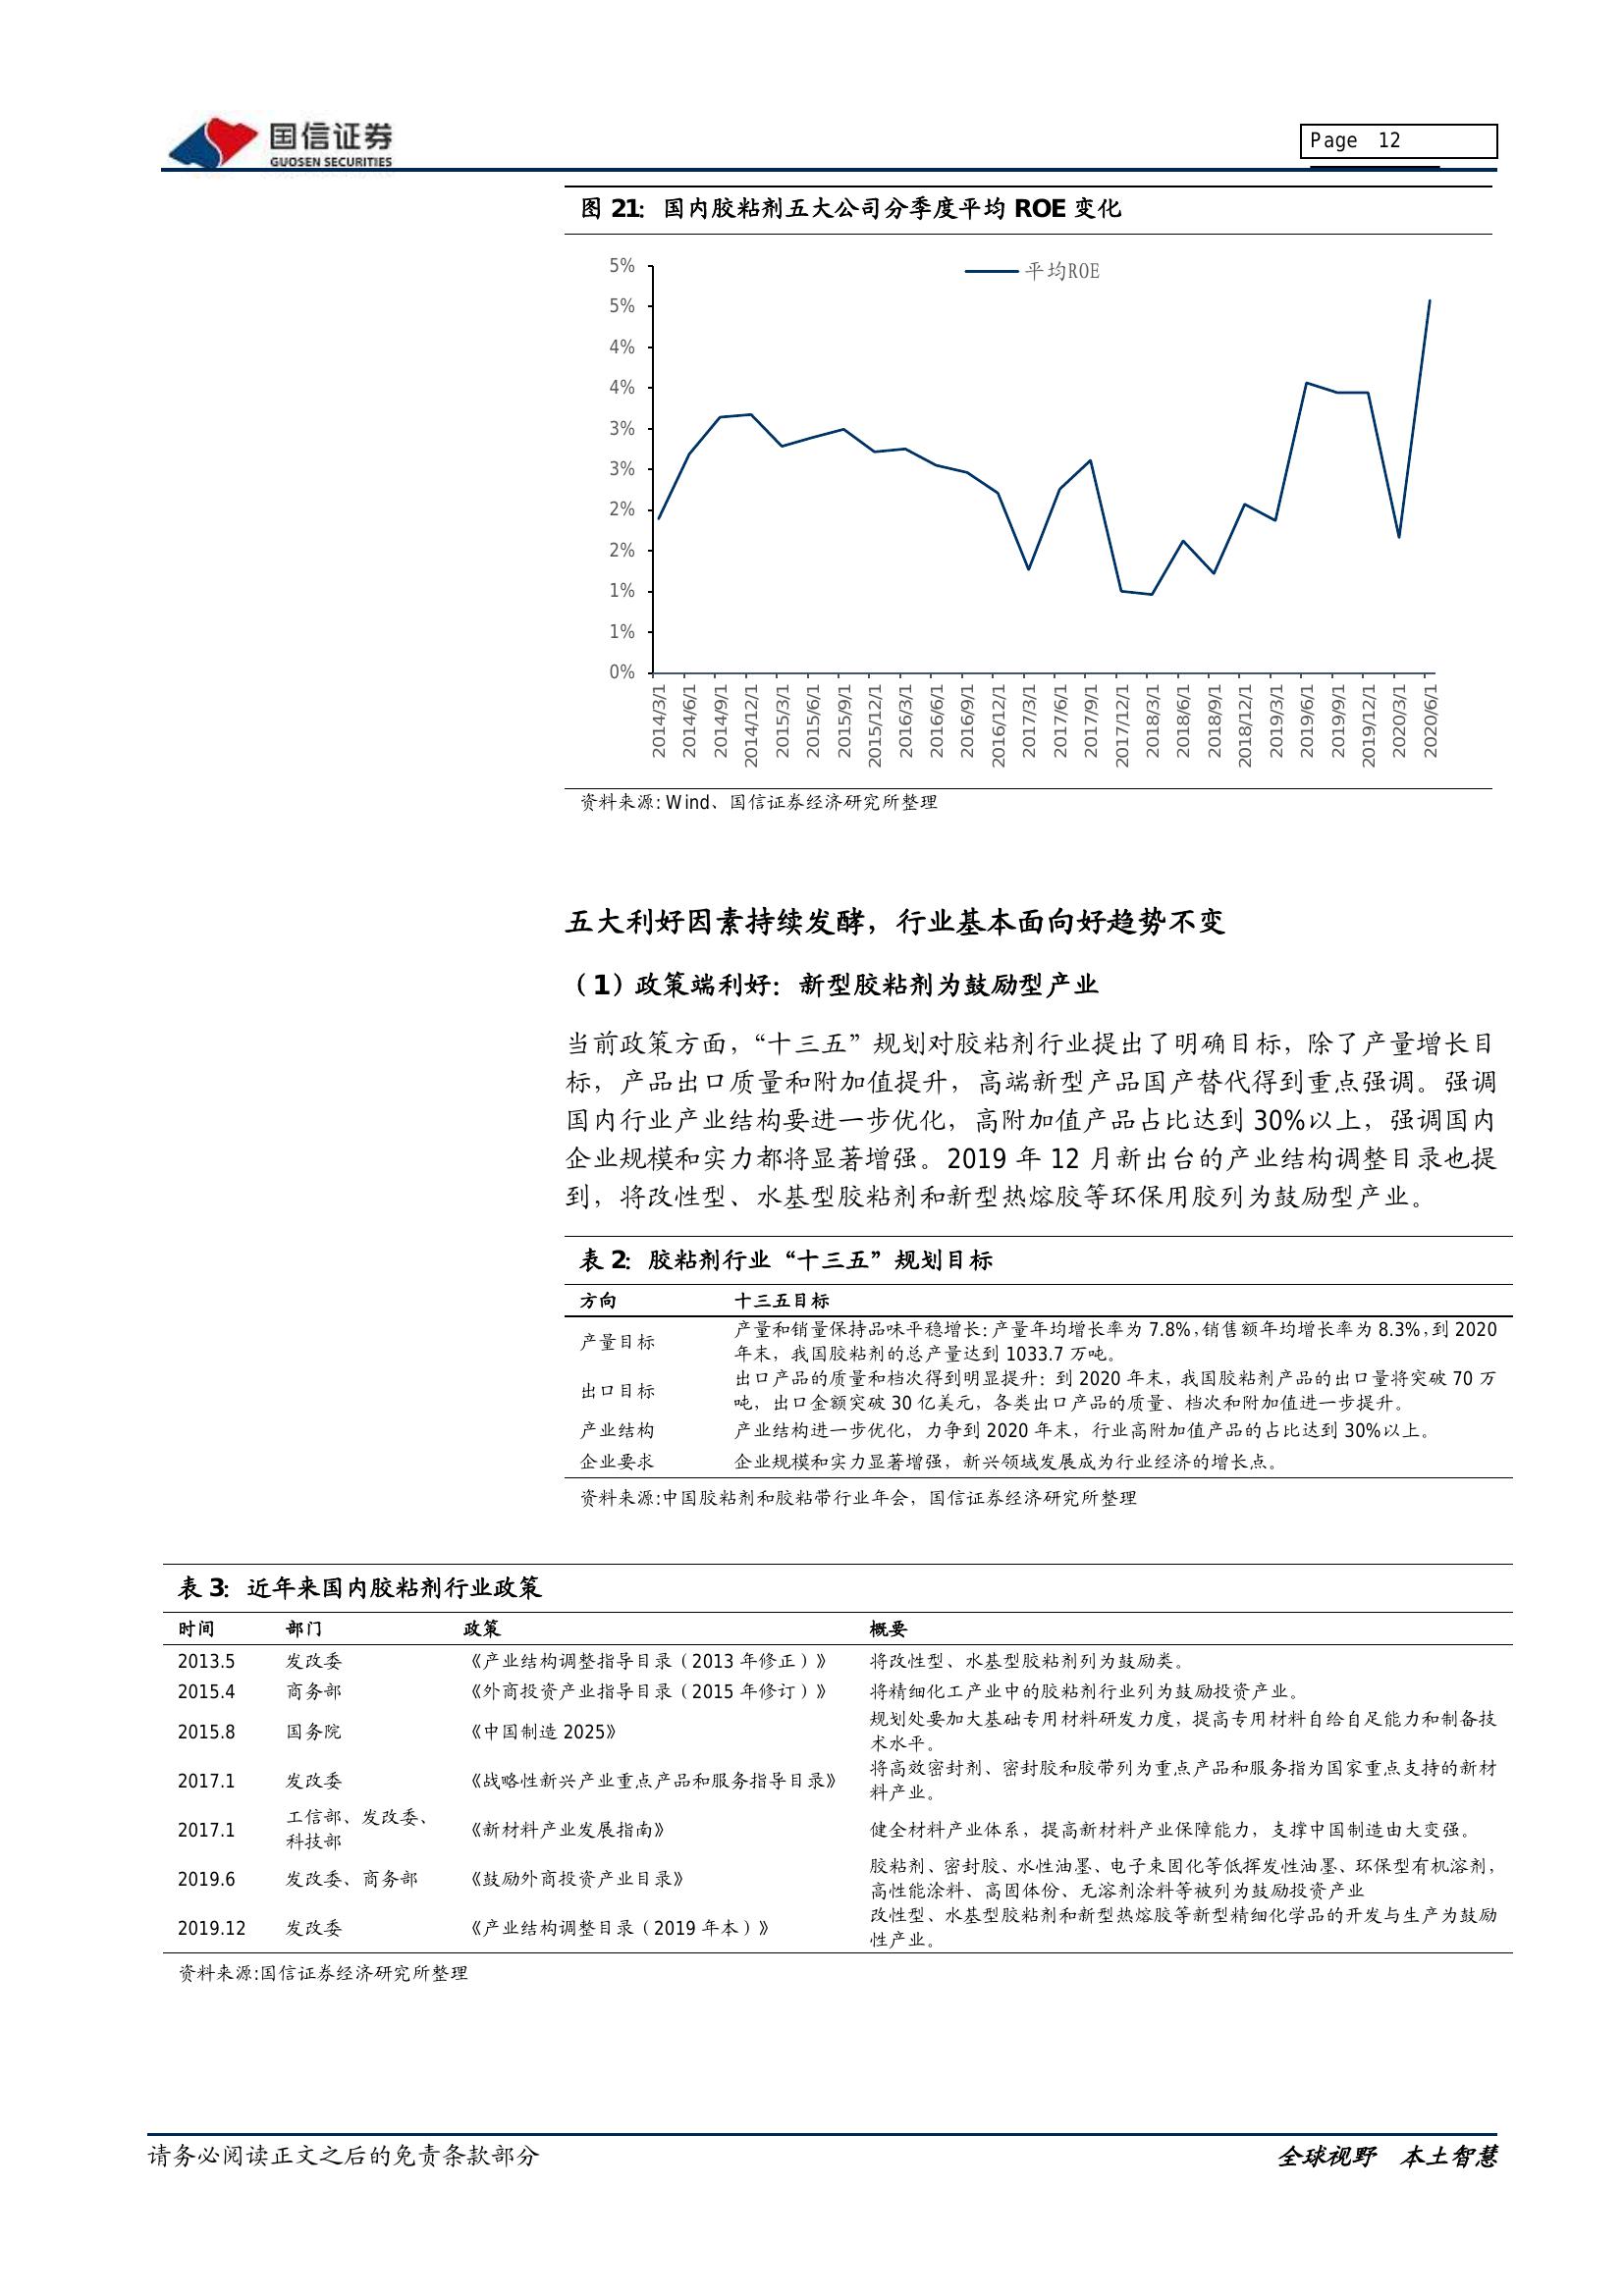 国信证券
GUOSEN SECURITIES
Page 12
图 21：国内胶粘剂五大公司分季度平均 ROE 变化
平均ROE
5%
5%
4%
4%
3%
3%
2%
2%
1%
1%
0%
2014/3/1
2014/6/1
2014/9/1
2014/12/1
2015/3/1
2015/6/1
2015/9/1
2015/12/1
2016/3/1
2016/6/1
2016/9/1
2016/12/1
2017/3/1
2017/6/1
2017/9/1
2017/12/1
2018/3/1
2018/6/1
2018/9/1
2018/12/1
2019/3/1
2019/6/1
2019/9/1
2019/12/1
2020/3/1
2020/6/1
资料来源: Wind、国信证券经济研究所整理
五大利好因素持续发酵，行业基本面向好趋势不变
（1）政策端利好：新型胶粘剂为鼓励型产业
当前政策方面，“十三五”规划对胶粘剂行业提出了明确目标，除了产量增长目
标，产品出口质量和附加值提升，高端新型产品国产替代得到重点强调。强调
国内行业产业结构要进一步优化，高附加值产品占比达到 30%以上，强调国内
企业规模和实力都将显著增强。2019 年 12 月新出台的产业结构调整目录也提
到，将改性型、水基型胶粘剂和新型热熔胶等环保用胶列为鼓励型产业。
表 2：胶粘剂行业“十三五”规划目标
方向 十三五目标
产量目标 产量和销量保持品味平稳增长：产量年均增长率为 7.8%，销售额年均增长率为 8.3%，到 2020
年末，我国胶粘剂的总产量达到 1033.7 万吨。
出口目标 出口产品的质量和档次得到明显提升：到 2020 年末，我国胶粘剂产品的出口量将突破 70 万
吨，出口金额突破 30 亿美元，各类出口产品的质量、档次和附加值进一步提升。
产业结构 产业结构进一步优化，力争到 2020 年末，行业高附加值产品的占比达到 30%以上。
企业要求 企业规模和实力显著增强，新兴领域发展成为行业经济的增长点。
资料来源:中国胶粘剂和胶粘带行业年会，国信证券经济研究所整理
表 3：近年来国内胶粘剂行业政策
时间 部门 政策 概要
2013.5 发改委 《产业结构调整指导目录（2013 年修正）》 将改性型、水基型胶粘剂列为鼓励类。
2015.4 商务部 《外商投资产业指导目录（2015 年修订）》 将精细化工产业中的胶粘剂行业列为鼓励投资产业。
2015.8 国务院 《中国制造 2025》 规划处要加大基础专用材料研发力度，提高专用材料自给自足能力和制备技
术水平。
2017.1 发改委 《战略性新兴产业重点产品和服务指导目录》 将高效密封剂、密封胶和胶带列为重点产品和服务指为国家重点支持的新材
料产业。
2017.1 工信部、发改委、
科技部 《新材料产业发展指南》 健全材料产业体系，提高新材料产业保障能力，支撑中国制造由大变强。
2019.6 发改委、商务部 《鼓励外商投资产业目录》 胶粘剂、密封胶、水性油墨、电子束固化等低挥发性油墨、环保型有机溶剂，
高性能涂料、高固体份、无溶剂涂料等被列为鼓励投资产业
2019.12 发改委 《产业结构调整目录（2019 年本）》 改性型、水基型胶粘剂和新型热熔胶等新型精细化学品的开发与生产为鼓励
性产业。
资料来源:国信证券经济研究所整理
请务必阅读正文之后的免责条款部分
全球视野 本土智慧